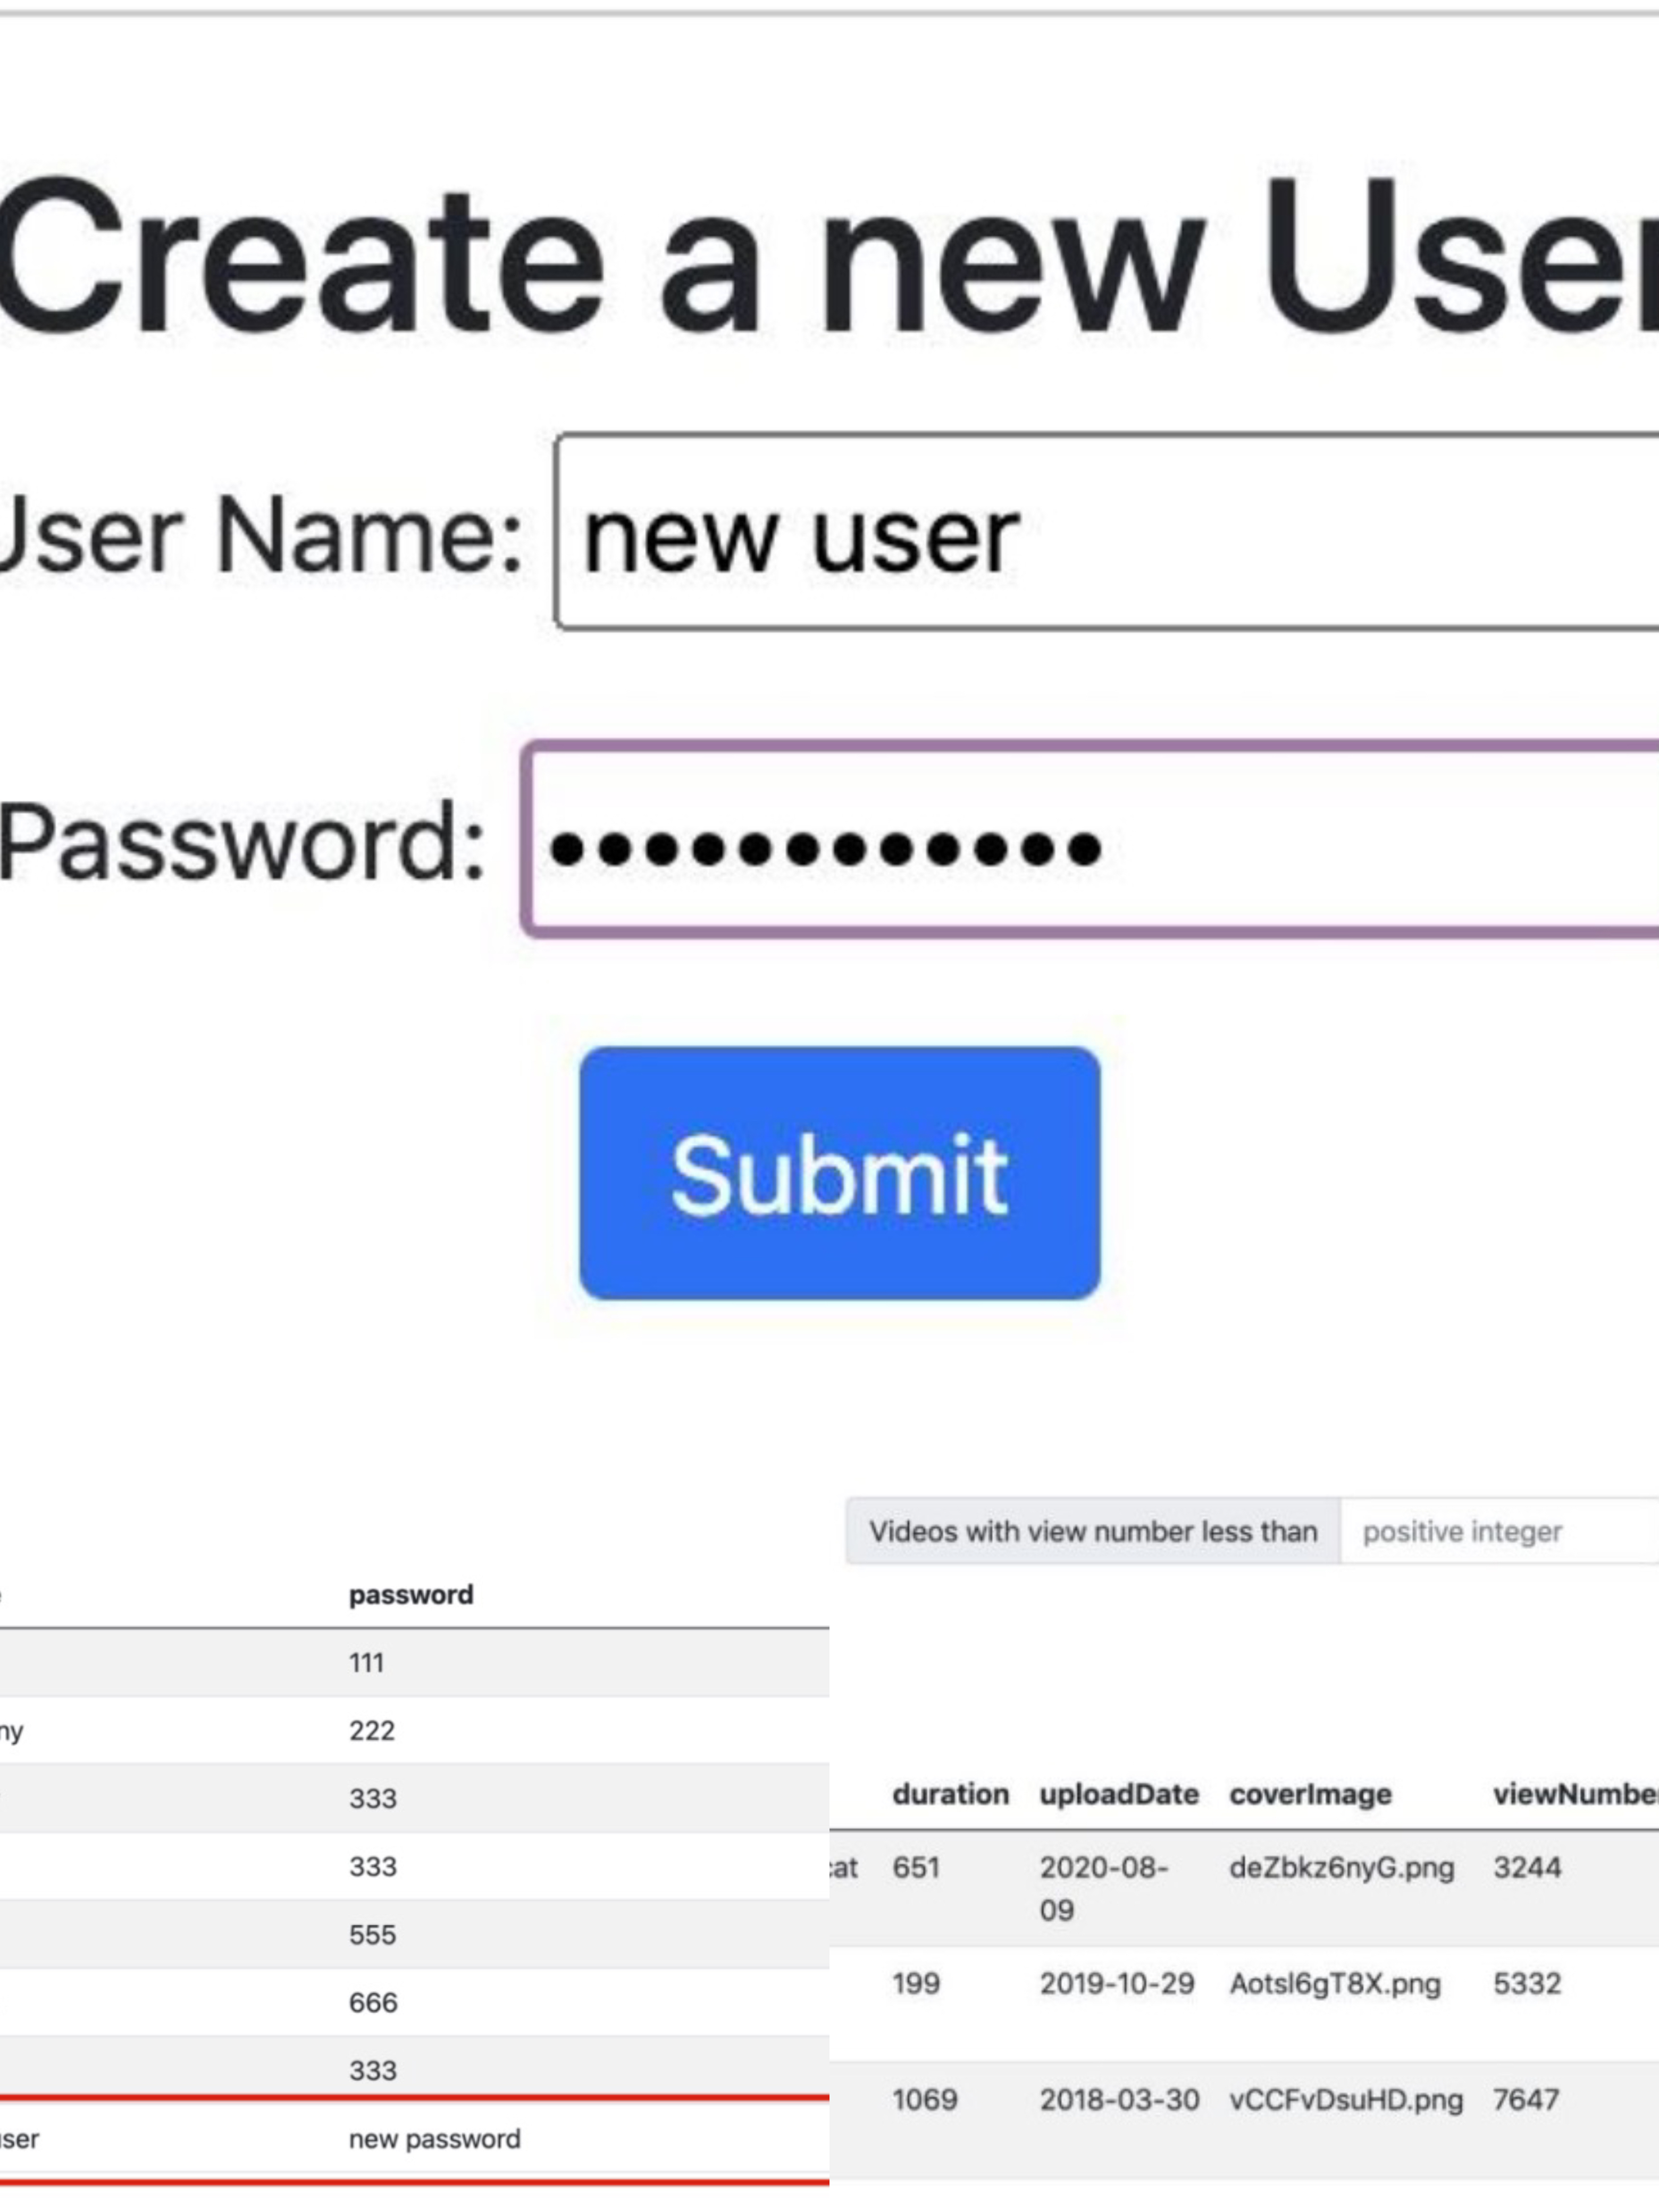 Create a new User
User Name: new user
Password: ••••••••••••
Submit
password
111
ny 222
333
333
555
666
333
user new password
Videos with view number less than positive integer
duration uploadDate coverImage viewNumber
cat 651 2020-08-09 deZbkz6nyG.png 3244
199 2019-10-29 Aotsl6gT8X.png 5332
1069 2018-03-30 vCCFvDsuHD.png 7647